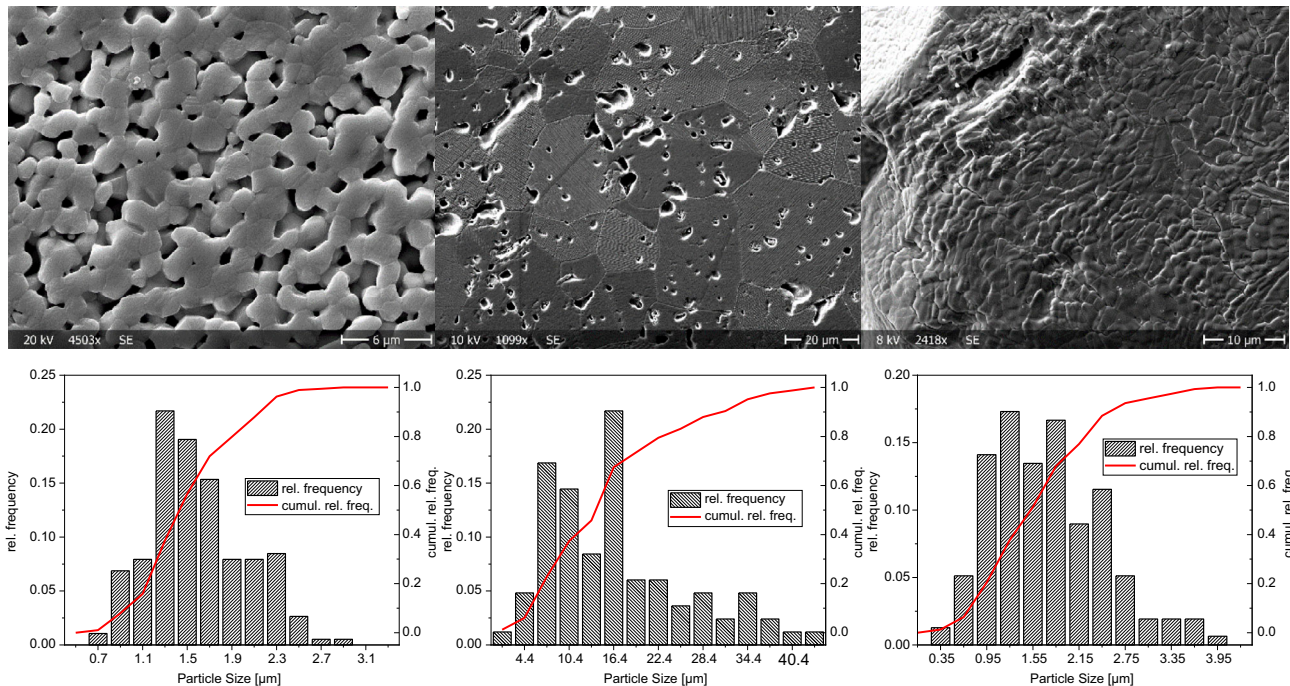 20 kV 4503x SE 6 µm
10 kV 1099x SE 20 µm
8 kV 2418x SE 10 µm
0.25
0.20
0.15
0.10
0.05
0.00
rel. frequency
0.7 1.1 1.5 1.9 2.3 2.7 3.1
Particle Size [µm]
1.0
0.8
0.6
0.4
0.2
0.0
cumul. rel. freq.
rel. frequency
cumul. rel. freq.
0.25
0.20
0.15
0.10
0.05
0.00
rel. frequency
4.4 10.4 16.4 22.4 28.4 34.4 40.4
Particle Size [µm]
1.0
0.8
0.6
0.4
0.2
0.0
cumul. rel. freq.
rel. frequency
cumul. rel. freq.
0.20
0.15
0.10
0.05
0.00
rel. frequency
0.35 0.95 1.55 2.15 2.75 3.35 3.95
Particle Size [µm]
1.0
0.8
0.6
0.4
0.2
0.0
cumul. rel. freq.
rel. frequency
cumul. rel. freq.